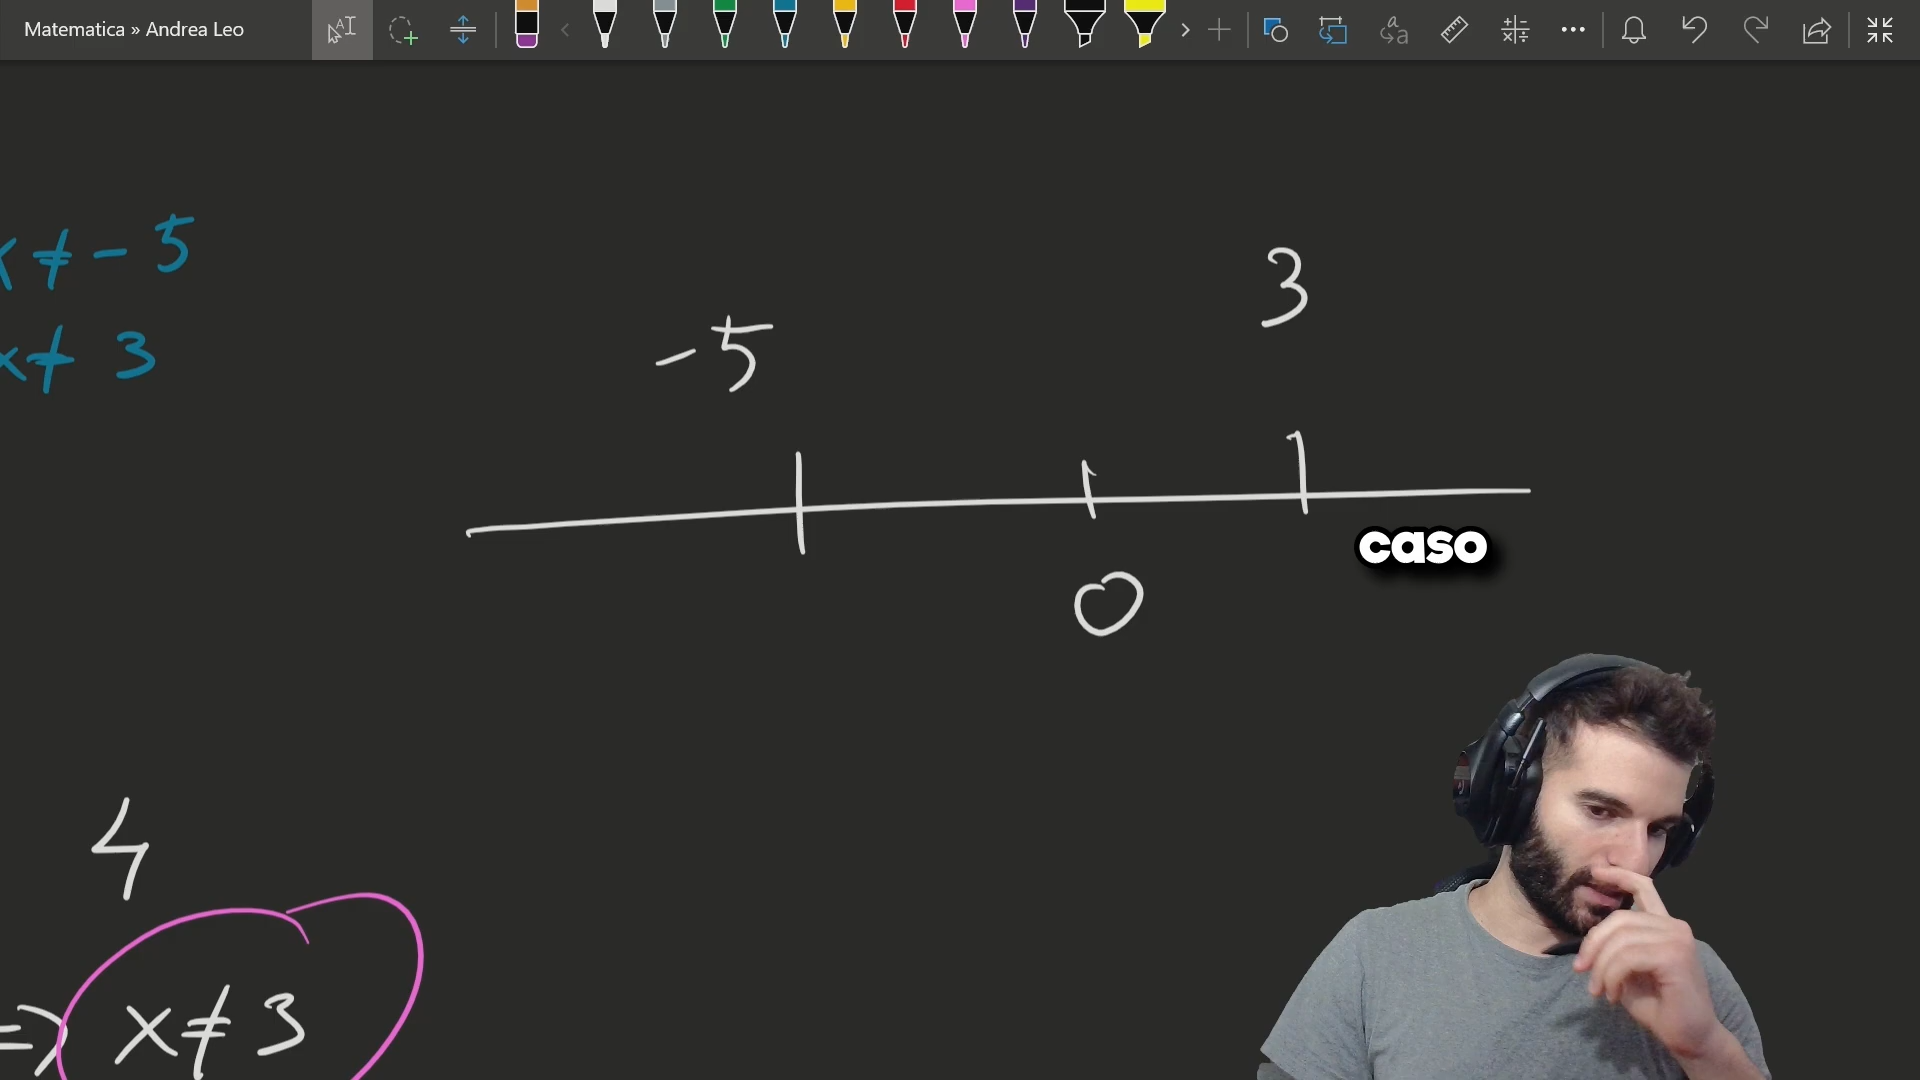 Matematica » Andrea Leo
x ≠ - 5
x ≠ 3
-5
3
0
caso
4
=> x ≠ 3